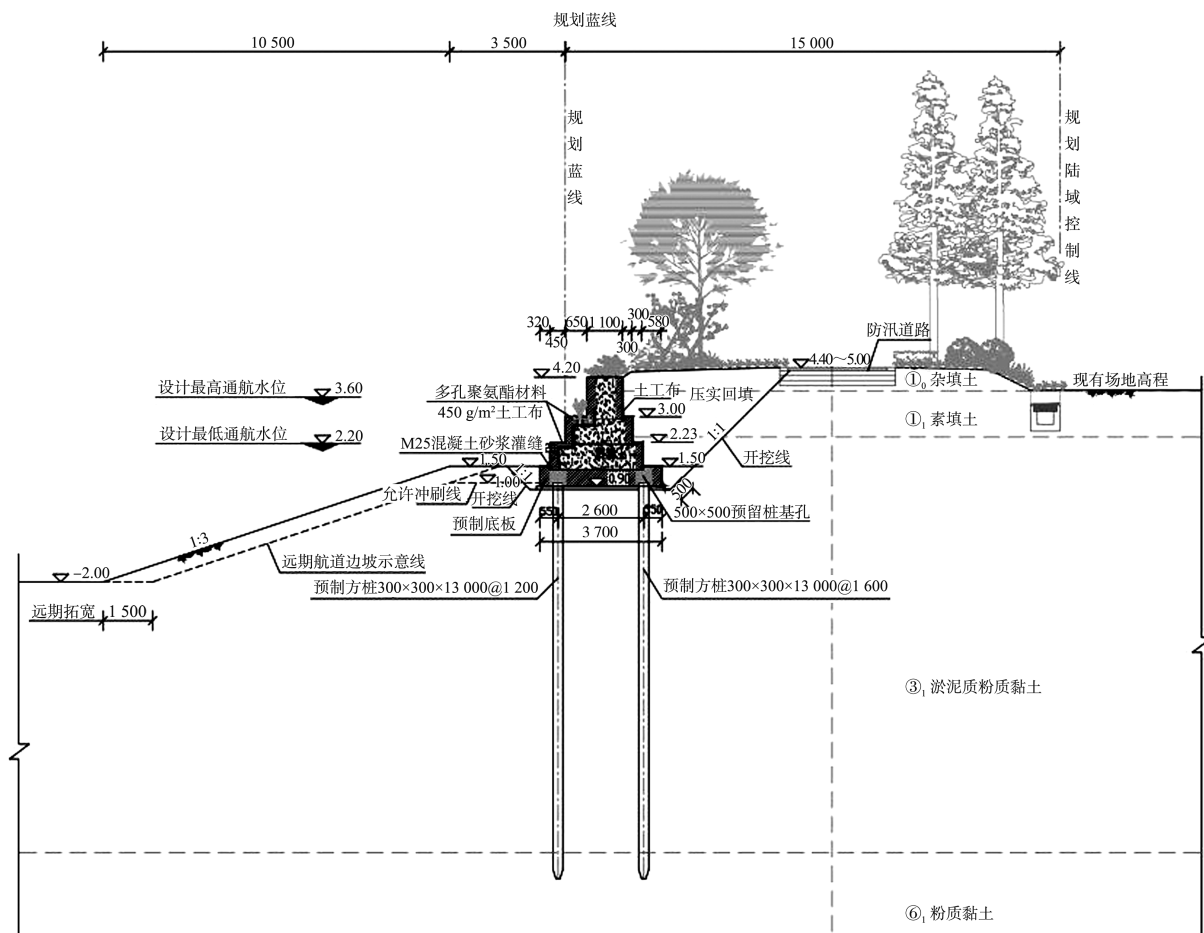 规划蓝线
10 500
3 500
15 000
规划蓝线
规划陆域控制线
320
650
1 100
300
580
450
300
防汛道路
4.40～5.00
4.20
①0 杂填土
现有场地高程
设计最高通航水位
3.60
多孔聚氨酯材料
土工布
压实回填
450 g/m²土工布
3.00
①1 素填土
设计最低通航水位
2.20
M25混凝土砂浆灌缝
2.23
1:1
开挖线
1.50
1:1
1.50
允许冲刷线
1.00
开挖线
0.90
500
预制底板
550
2 600
550
500×500预留桩基孔
3 700
1:3
远期航道边坡示意线
-2.00
预制方桩300×300×13 000@1 200
预制方桩300×300×13 000@1 600
远期拓宽
1 500
③1 淤泥质粉质黏土
⑥1 粉质黏土